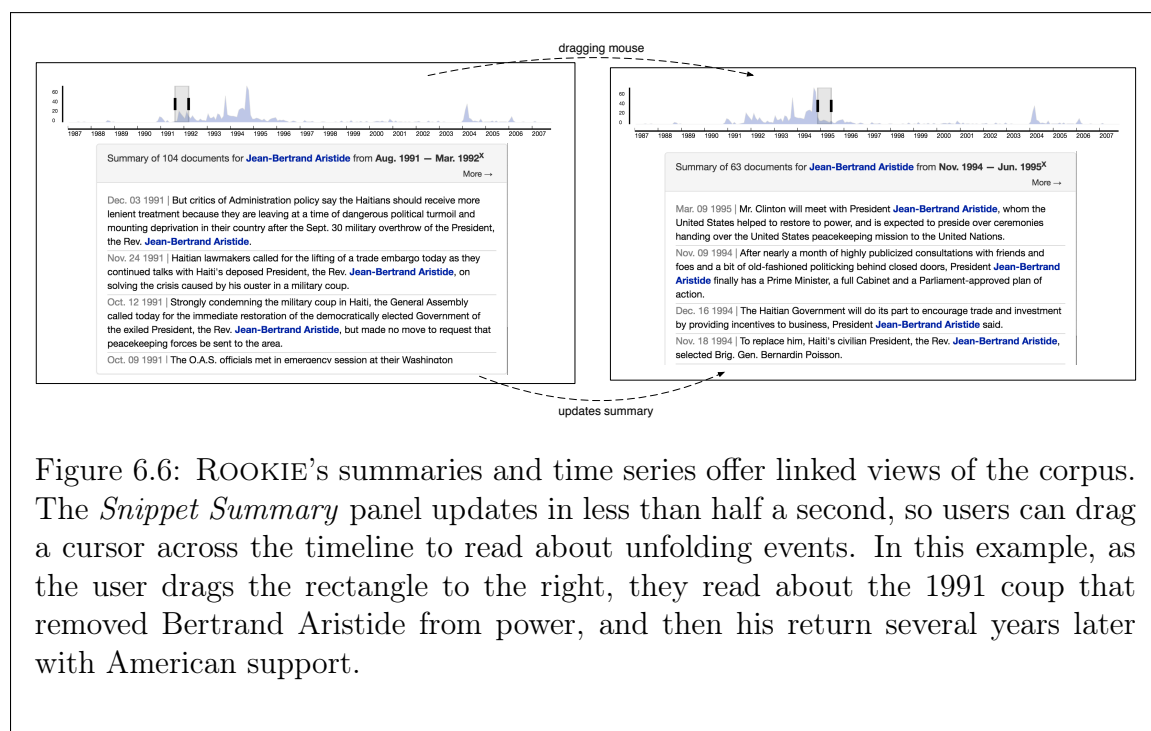 dragging mouse
60
40
20
0
1987 1988 1989 1990 1991 1992 1993 1994 1995 1996 1997 1998 1999 2000 2001 2002 2003 2004 2005 2006 2007
Summary of 104 documents for Jean-Bertrand Aristide from Aug. 1991 — Mar. 1992X
More →
Dec. 03 1991 | But critics of Administration policy say the Haitians should receive more
lenient treatment because they are leaving at a time of dangerous political turmoil and
mounting deprivation in their country after the Sept. 30 military overthrow of the President,
the Rev. Jean-Bertrand Aristide.
Nov. 24 1991 | Haitian lawmakers called for the lifting of a trade embargo today as they
continued talks with Haiti's deposed President, the Rev. Jean-Bertrand Aristide, on
solving the crisis caused by his ouster in a military coup.
Oct. 12 1991 | Strongly condemning the military coup in Haiti, the General Assembly
called today for the immediate restoration of the democratically elected Government of
the exiled President, the Rev. Jean-Bertrand Aristide, but made no move to request that
peacekeeping forces be sent to the area.
Oct. 09 1991 | The O.A.S. officials met in emergency session at their Washington
60
40
20
0
1987 1988 1989 1990 1991 1992 1993 1994 1995 1996 1997 1998 1999 2000 2001 2002 2003 2004 2005 2006 2007
Summary of 63 documents for Jean-Bertrand Aristide from Nov. 1994 — Jun. 1995X
More →
Mar. 09 1995 | Mr. Clinton will meet with President Jean-Bertrand Aristide, whom the
United States helped to restore to power, and is expected to preside over ceremonies
handing over the United States peacekeeping mission to the United Nations.
Nov. 09 1994 | After nearly a month of highly publicized consultations with friends and
foes and a bit of old-fashioned politicking behind closed doors, President Jean-Bertrand
Aristide finally has a Prime Minister, a full Cabinet and a Parliament-approved plan of
action.
Dec. 16 1994 | The Haitian Government will do its part to encourage trade and investment
by providing incentives to business, President Jean-Bertrand Aristide said.
Nov. 18 1994 | To replace him, Haiti's civilian President, the Rev. Jean-Bertrand Aristide,
selected Brig. Gen. Bernardin Poisson.
updates summary
Figure 6.6: ROOKIE's summaries and time series offer linked views of the corpus.
The Snippet Summary panel updates in less than half a second, so users can drag
a cursor across the timeline to read about unfolding events. In this example, as
the user drags the rectangle to the right, they read about the 1991 coup that
removed Bertrand Aristide from power, and then his return several years later
with American support.